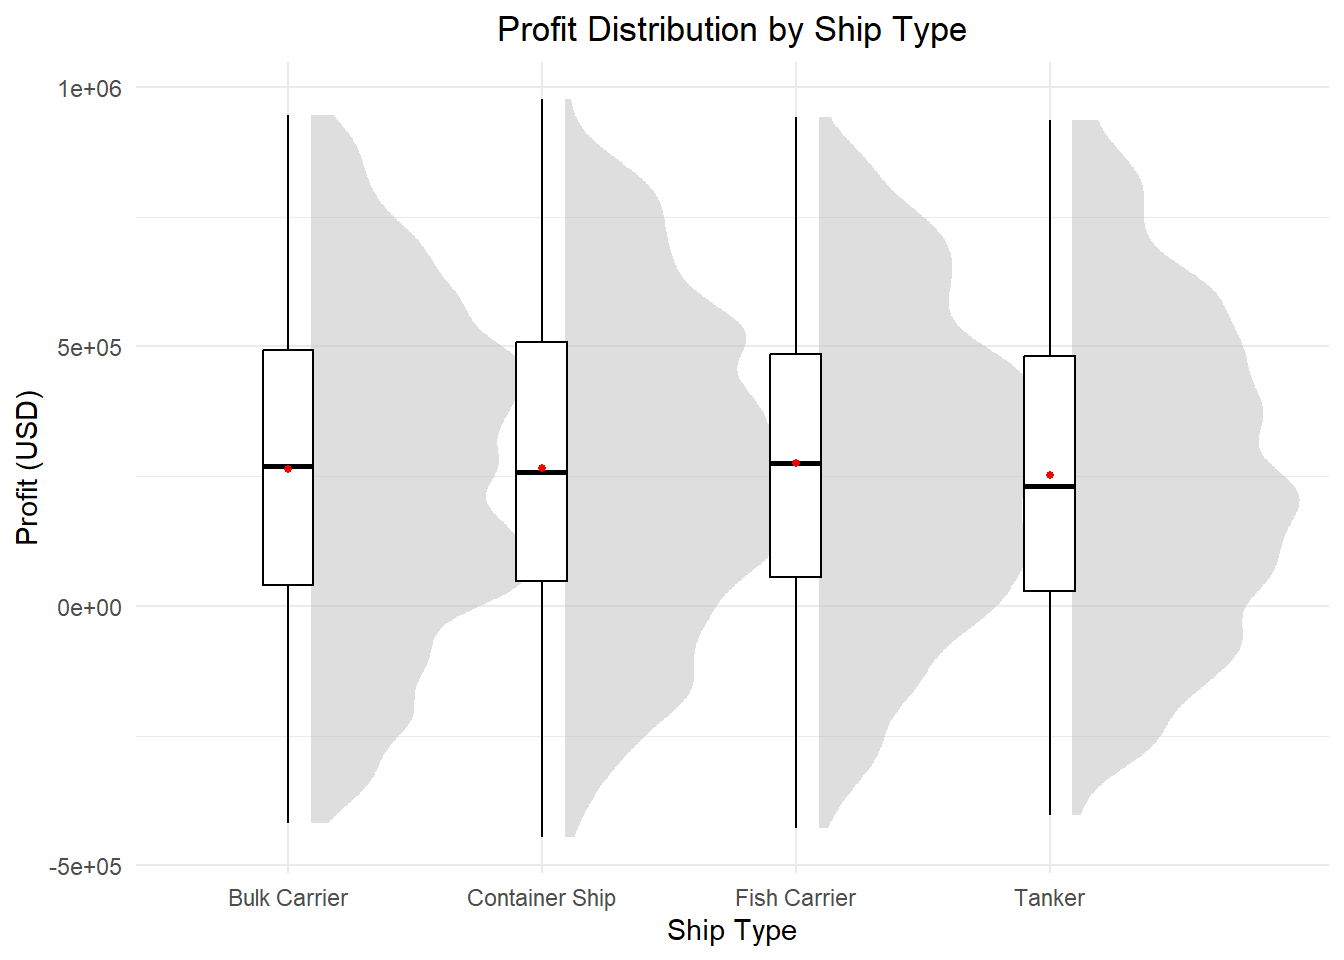 Profit Distribution by Ship Type
1e+06
5e+05
0e+00
-5e+05
Profit (USD)
Bulk Carrier
Container Ship
Fish Carrier
Tanker
Ship Type